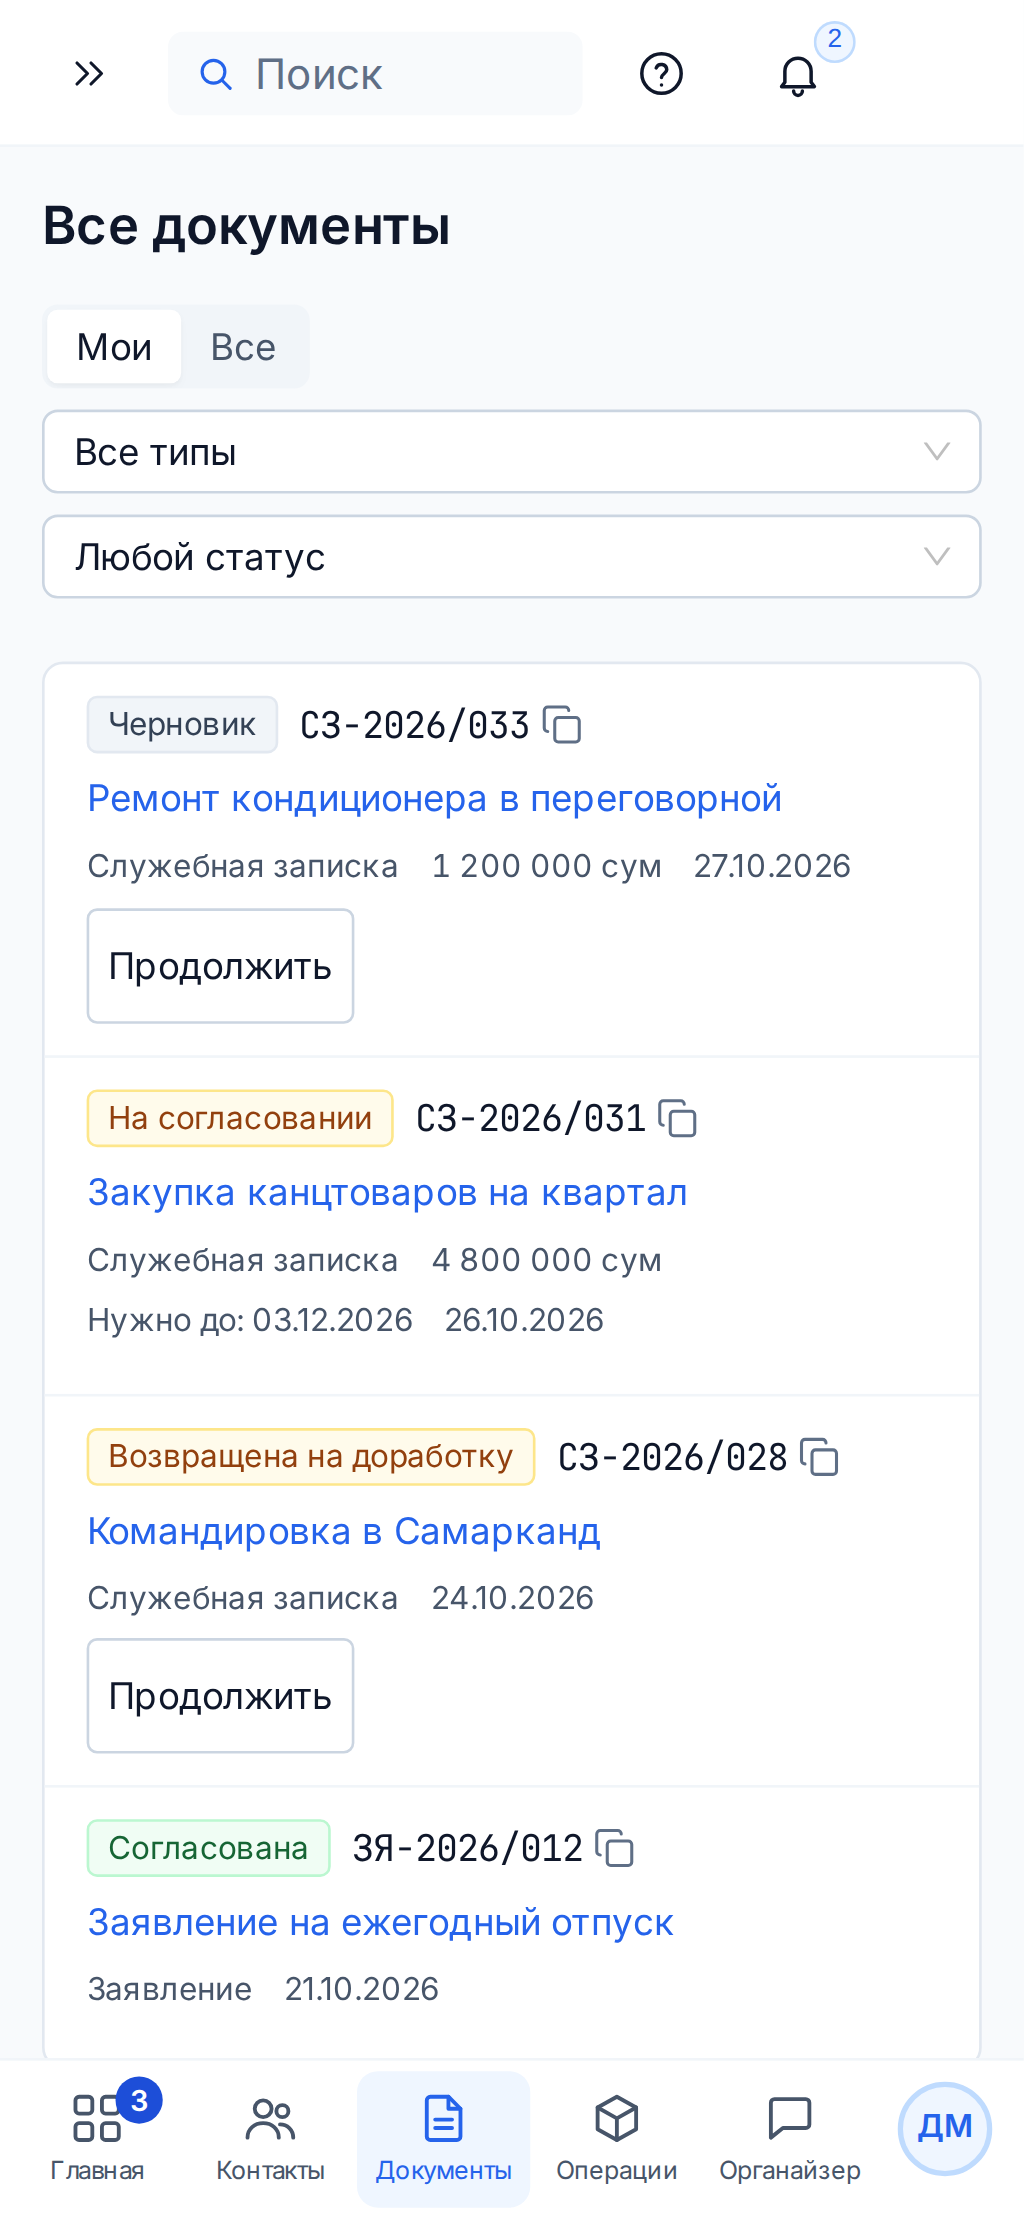 Поиск
2
Все документы
Мои Все
Все типы
Любой статус
Черновик СЗ-2026/033
Ремонт кондиционера в переговорной
Служебная записка 1 200 000 сум 27.10.2026
Продолжить
На согласовании СЗ-2026/031
Закупка канцтоваров на квартал
Служебная записка 4 800 000 сум
Нужно до: 03.12.2026 26.10.2026
Возвращена на доработку СЗ-2026/028
Командировка в Самарканд
Служебная записка 24.10.2026
Продолжить
Согласована ЗЯ-2026/012
Заявление на ежегодный отпуск
Заявление 21.10.2026
3
Главная Контакты Документы Операции Органайзер ДМ